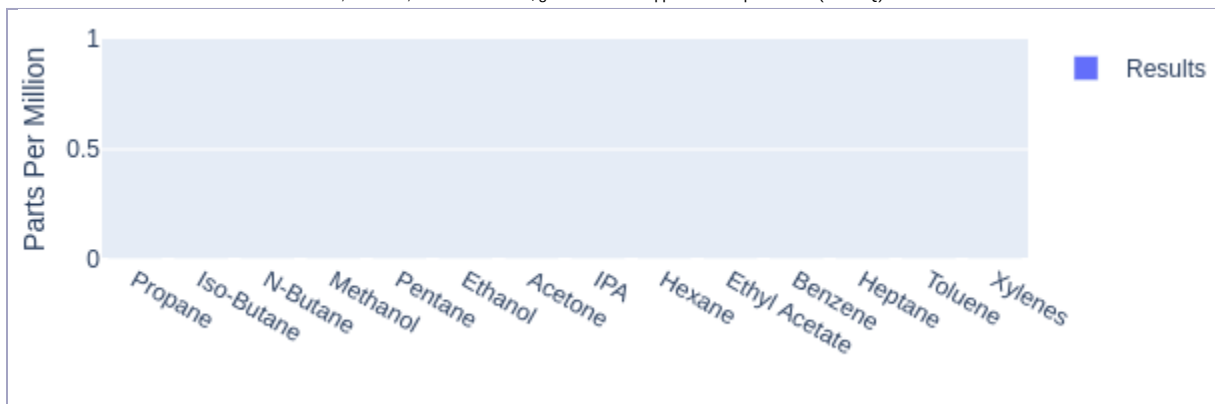 1
Results
Parts Per Million
0.5
0
Propane
Iso-Butane
N-Butane
Methanol
Pentane
Ethanol
Acetone
IPA
Hexane
Ethyl Acetate
Benzene
Heptane
Toluene
Xylenes